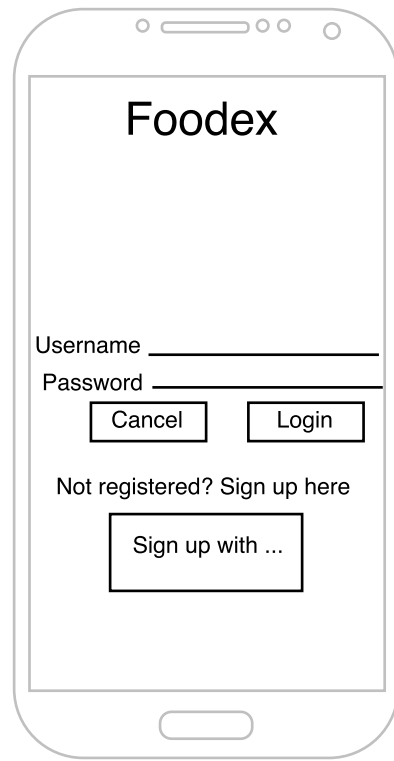 Foodex
Username
Password
Cancel Login
Not registered? Sign up here
Sign up with ...